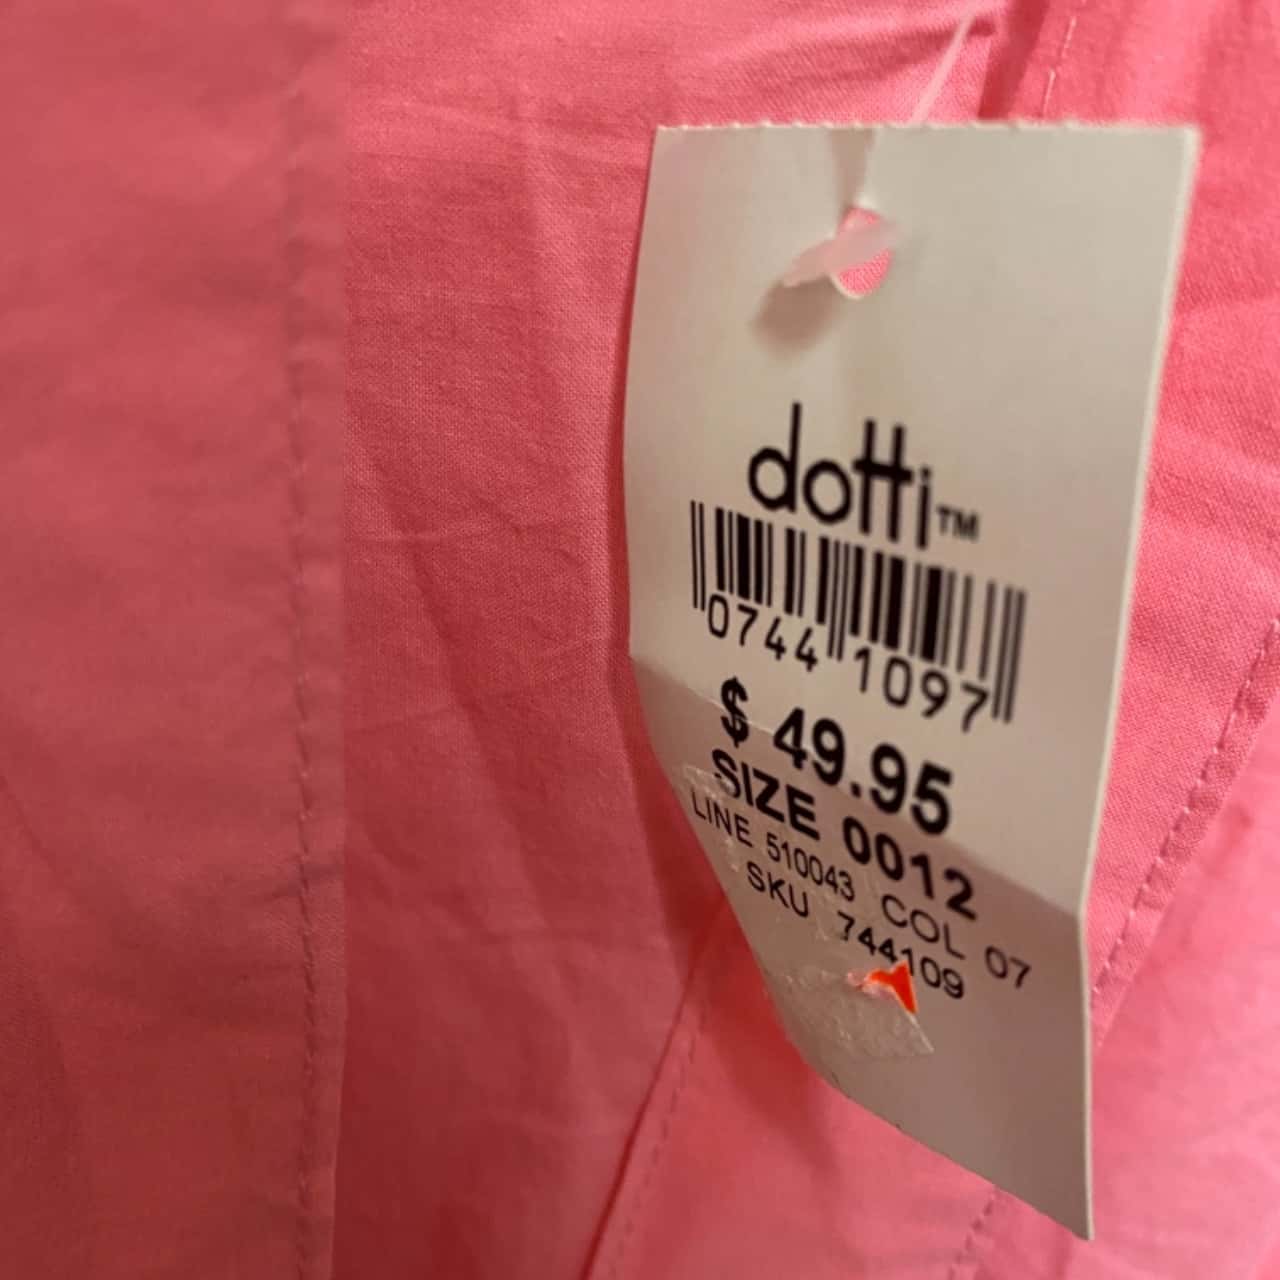 dotti™
0744 1097
$ 49.95
SIZE 0012
LINE 510043 COL 07
SKU 744109